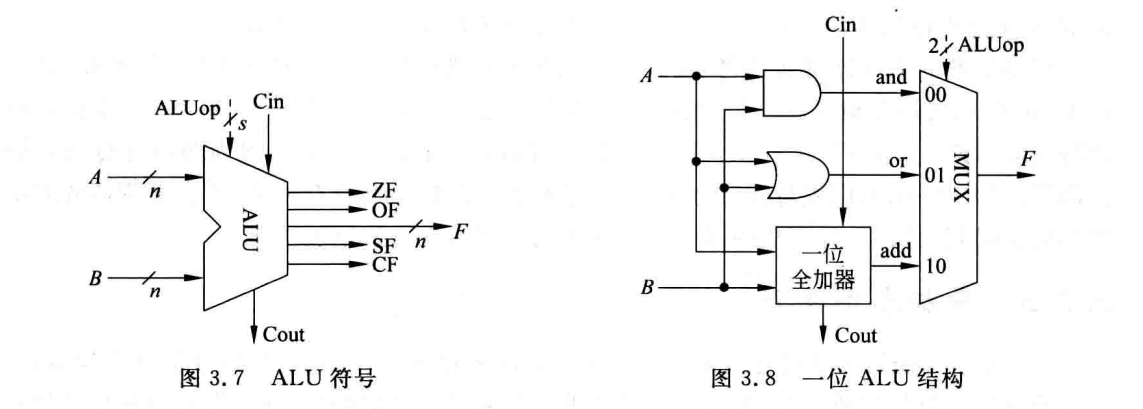 ALUop
s
Cin
A
n
B
n
ALU
ZF
OF
n
F
SF
CF
Cout
图 3.7 ALU 符号
Cin
2
ALUop
A
and
00
or
01
MUX
F
一位
全加器
add
10
B
Cout
图 3.8 一位 ALU 结构